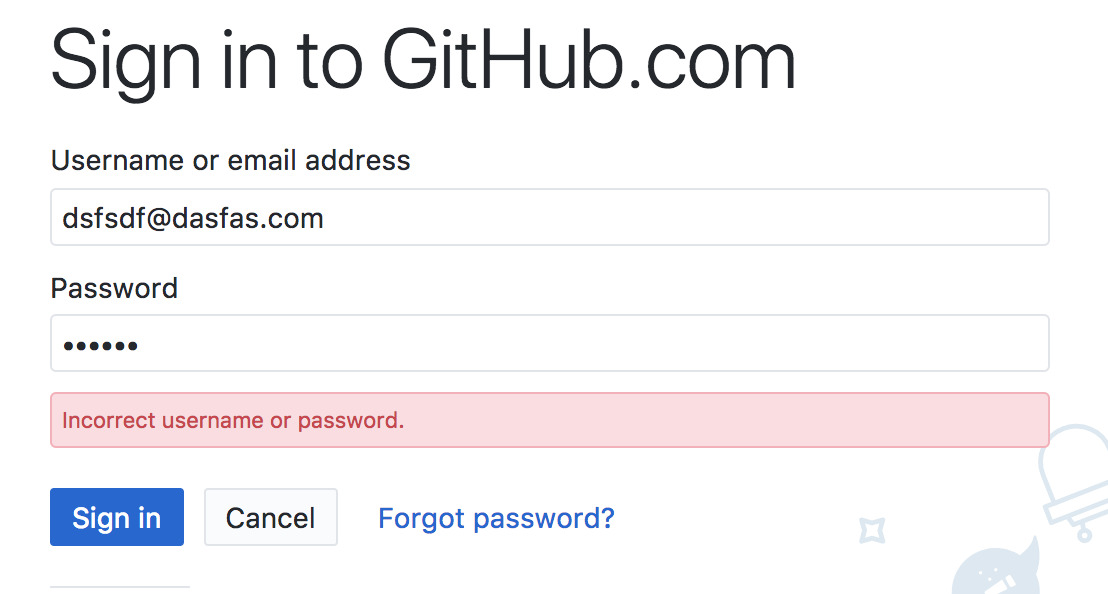 Sign in to GitHub.com
Username or email address
dsfsdf@dasfas.com
Password
••••••
Incorrect username or password.
Sign in Cancel Forgot password?